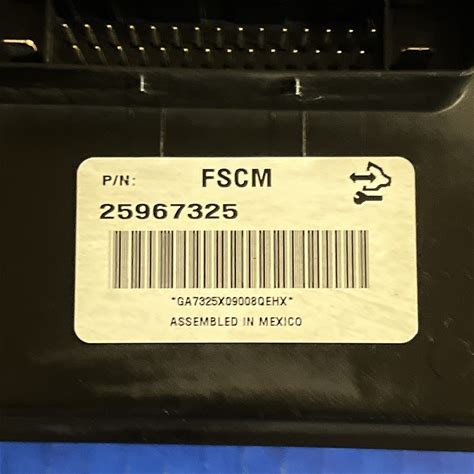 P/N: FSCM
25967325
*GA7325X09008QEHX*
ASSEMBLED IN MEXICO